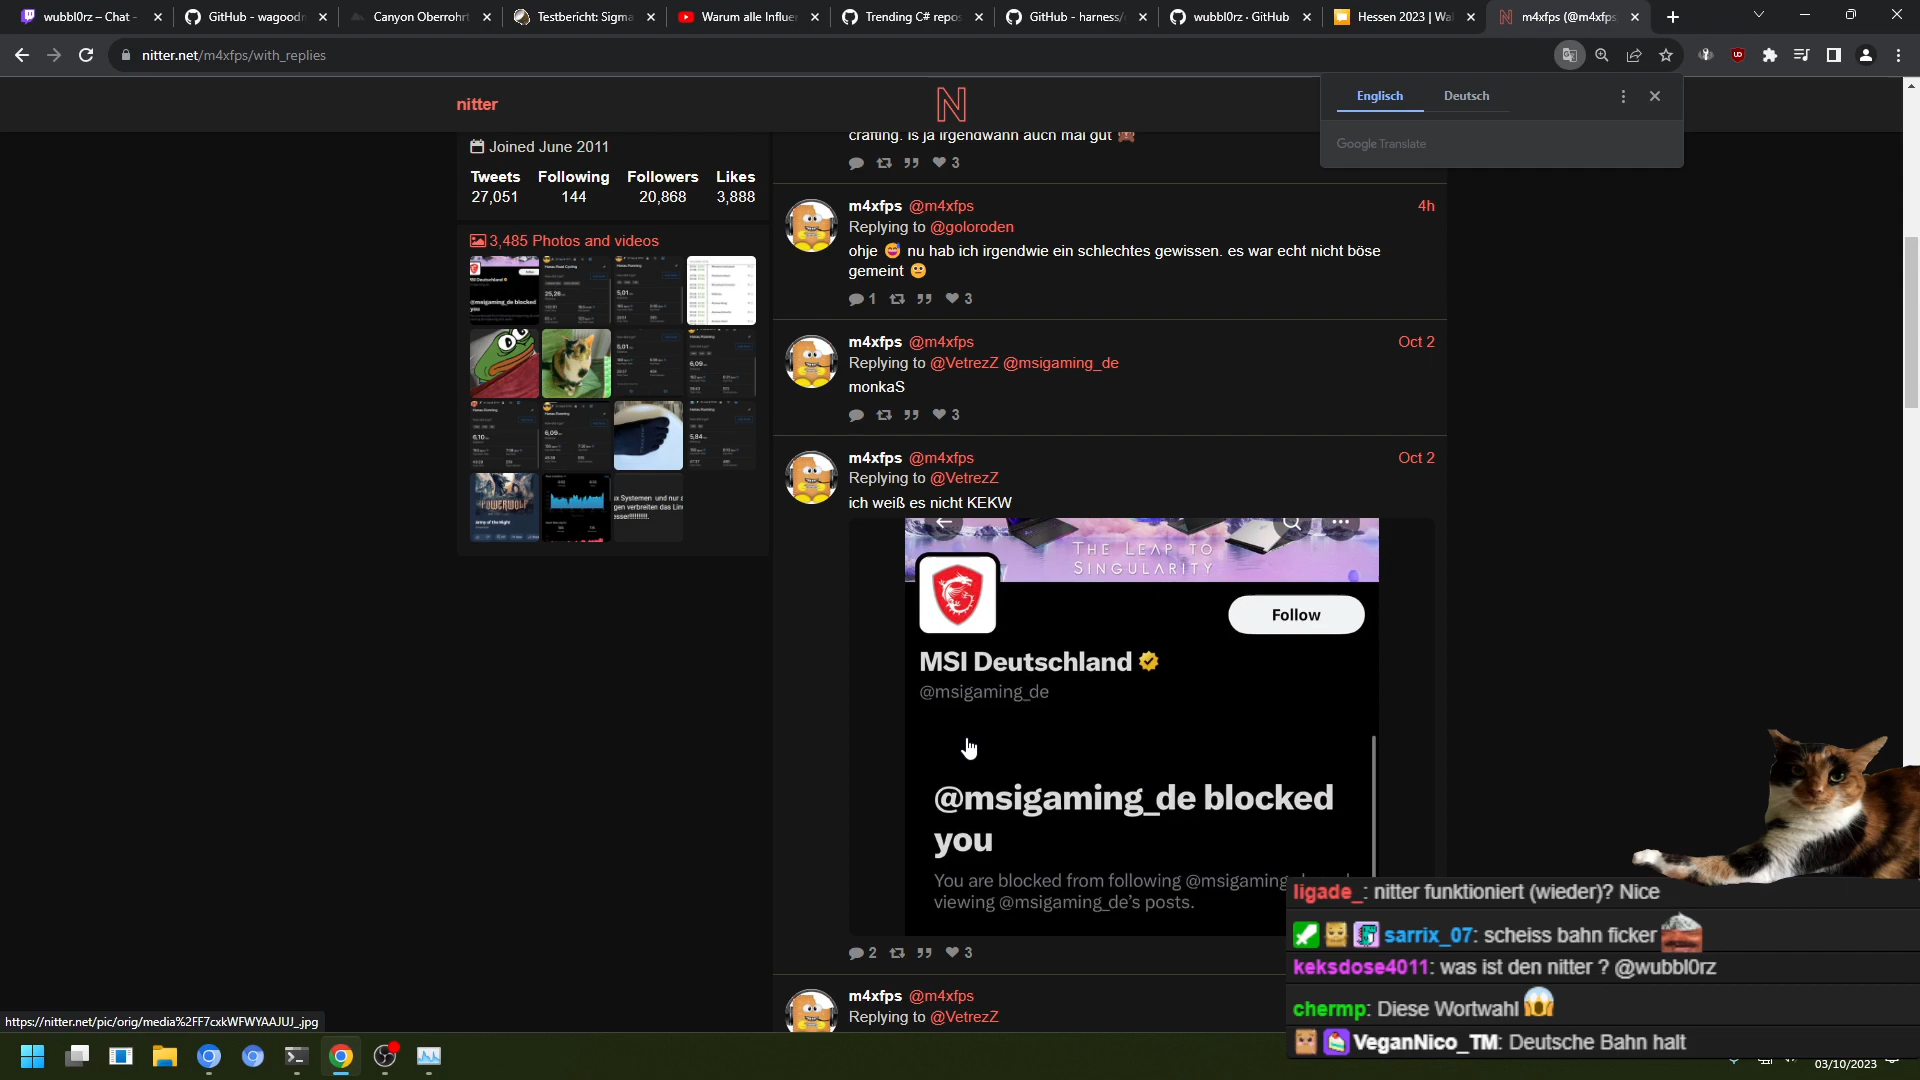 wubbl0rz – Chat -
GitHub - wagoodn
Canyon Oberrohrt
Testbericht: Sigma
Warum alle Influe
Trending C# repos
GitHub - harness/
wubbl0rz · GitHub
Hessen 2023 | Wa
m4xfps (@m4xfps
nitter.net/m4xfps/with_replies
Englisch
Deutsch
Google Translate
nitter
N
Joined June 2011
Tweets Following Followers Likes
27,051 144 20,868 3,888
3,485 Photos and videos
crafting. is ja irgendwann auch mal gut
3
m4xfps @m4xfps 4h
Replying to @goloroden
ohje 😅 nu hab ich irgendwie ein schlechtes gewissen. es war echt nicht böse
gemeint 😕
1 3
m4xfps @m4xfps Oct 2
Replying to @VetrezZ @msigaming_de
monkaS
3
m4xfps @m4xfps Oct 2
Replying to @VetrezZ
ich weiß es nicht KEKW
THE LEAP TO
SINGULARITY
Follow
MSI Deutschland
@msigaming_de
@msigaming_de blocked
you
You are blocked from following @msigaming
viewing @msigaming_de's posts.
2 3
m4xfps @m4xfps
Replying to @VetrezZ
ligade_: nitter funktioniert (wieder)? Nice
sarrix_07: scheiss bahn ficker
keksdose4011: was ist den nitter ? @wubbl0rz
chermp: Diese Wortwahl 😱
VeganNico_TM: Deutsche Bahn halt
https://nitter.net/pic/orig/media%2FF7cxkWFWYAAJUJ_.jpg
03/10/2023